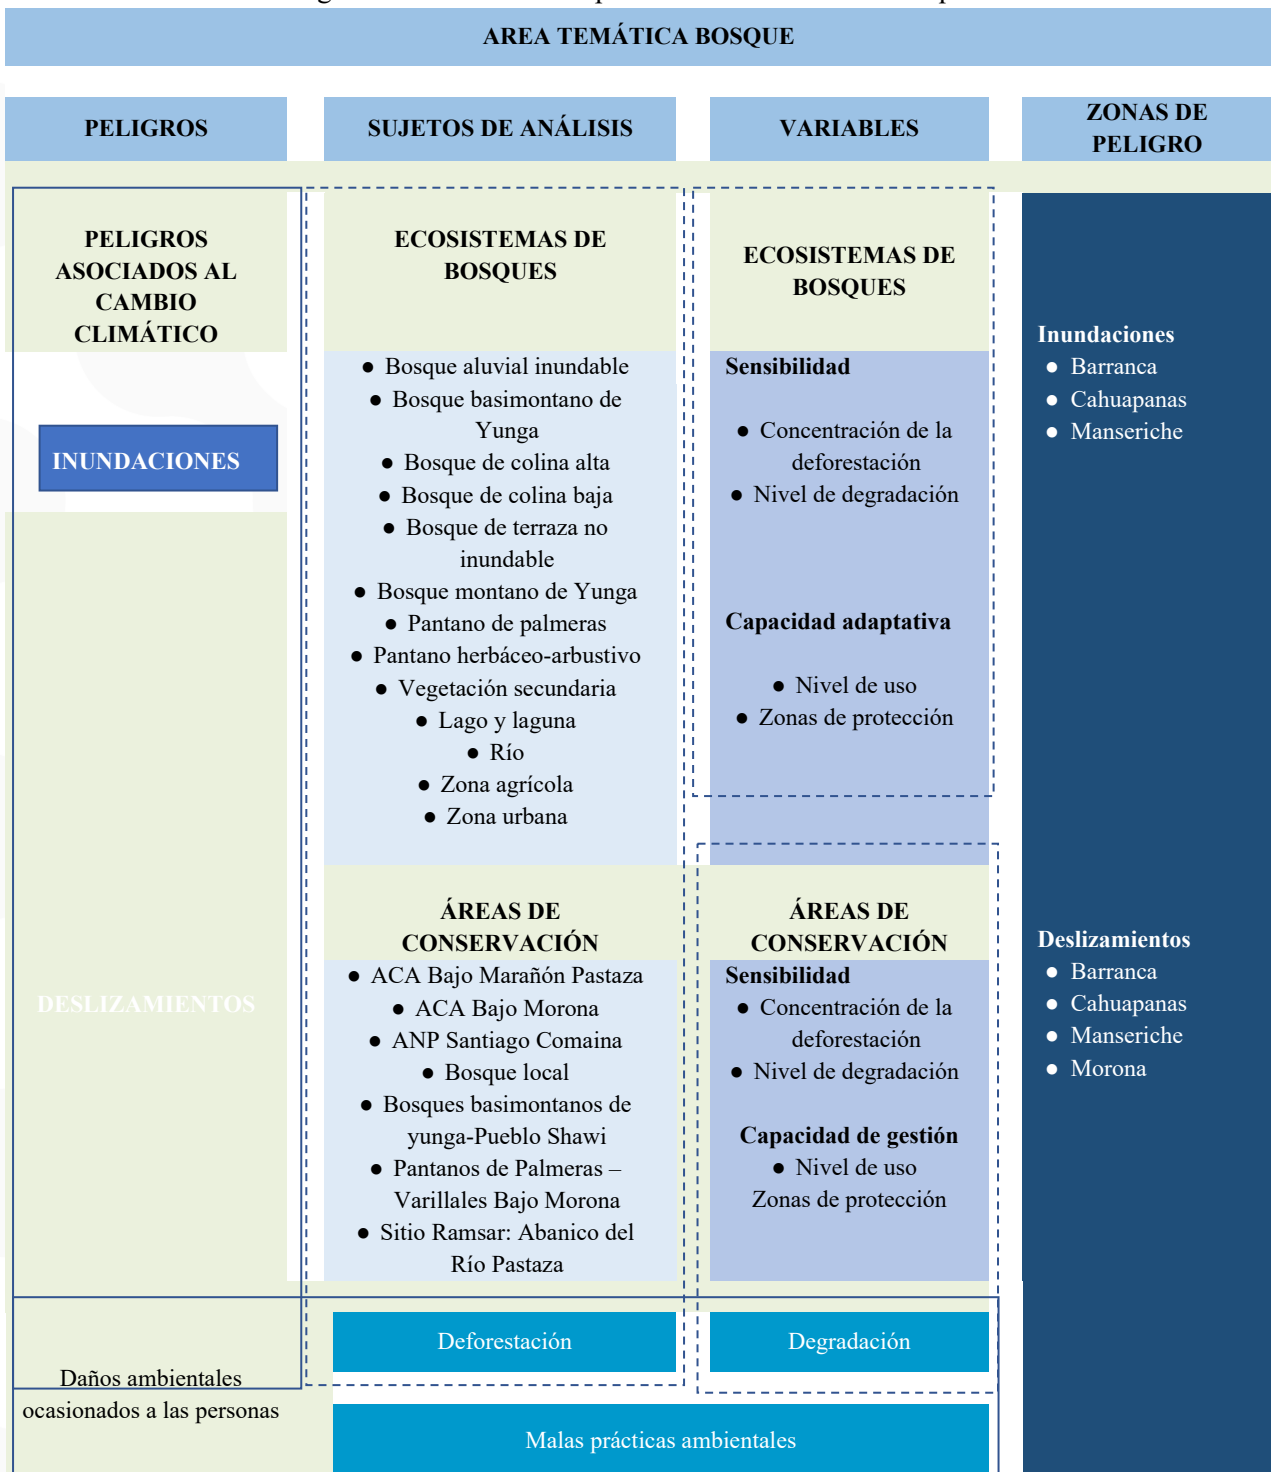 AREA TEMÁTICA BOSQUE
PELIGROS
SUJETOS DE ANÁLISIS
VARIABLES
ZONAS DE
PELIGRO
PELIGROS
ASOCIADOS AL
CAMBIO
CLIMÁTICO
INUNDACIONES
DESLIZAMIENTOS
ECOSISTEMAS DE
BOSQUES
● Bosque aluvial inundable
● Bosque basimontano de
Yunga
● Bosque de colina alta
● Bosque de colina baja
● Bosque de terraza no
inundable
● Bosque montano de Yunga
● Pantano de palmeras
● Pantano herbáceo-arbustivo
● Vegetación secundaria
● Lago y laguna
● Río
● Zona agrícola
● Zona urbana
ÁREAS DE
CONSERVACIÓN
● ACA Bajo Marañón Pastaza
● ACA Bajo Morona
● ANP Santiago Comaina
● Bosque local
● Bosques basimontanos de
yunga-Pueblo Shawi
● Pantanos de Palmeras –
Varillales Bajo Morona
● Sitio Ramsar: Abanico del
Río Pastaza
ECOSISTEMAS DE
BOSQUES
Sensibilidad
● Concentración de la
deforestación
● Nivel de degradación
Capacidad adaptativa
● Nivel de uso
● Zonas de protección
ÁREAS DE
CONSERVACIÓN
Sensibilidad
● Concentración de la
deforestación
● Nivel de degradación
Capacidad de gestión
● Nivel de uso
Zonas de protección
Inundaciones
● Barranca
● Cahuapanas
● Manseriche
Deslizamientos
● Barranca
● Cahuapanas
● Manseriche
● Morona
Daños ambientales
ocasionados a las personas
Deforestación
Degradación
Malas prácticas ambientales